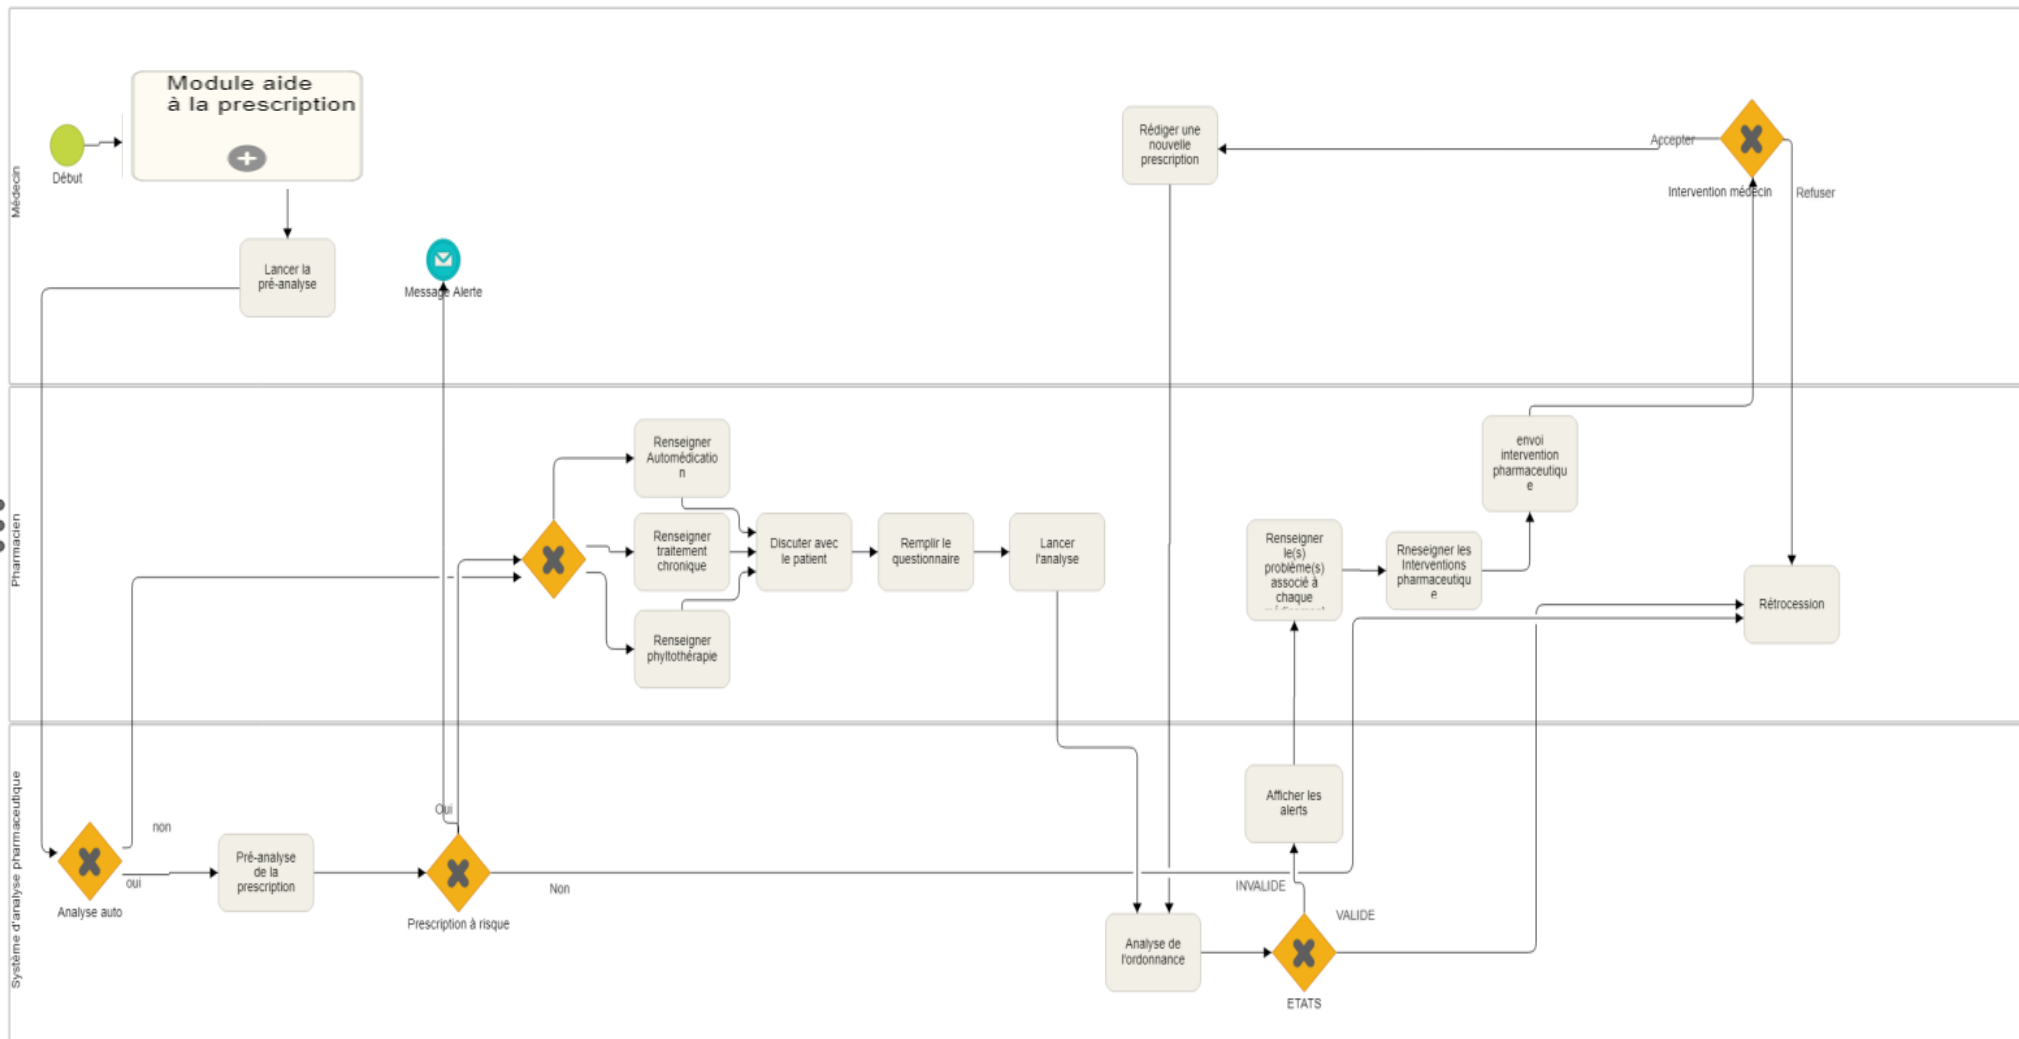 Médecin
Module aide
à la prescription
Début
Lancer la
pré-analyse
Message Alerte
Rédiger une
nouvelle
prescription
Accepter
Intervention médecin
Refuser
Pharmacien
Renseigner
Automédicatio
n
Renseigner
traitement
chronique
Renseigner
phyltothérapie
Discuter avec
le patient
Remplir le
questionnaire
Lancer
l'analyse
Renseigner
le(s)
problème(s)
associé à
chaque
Rneseigner les
Interventions
pharmaceutiqu
e
envoi
intervention
pharmaceutiqu
e
Rétrocession
Système d'analyse pharmaceutique
non
oui
Analyse auto
Pré-analyse
de la
prescription
Oui
Non
Prescription à risque
Afficher les
alerts
INVALIDE
VALIDE
Analyse de
l'ordonnance
ETATS